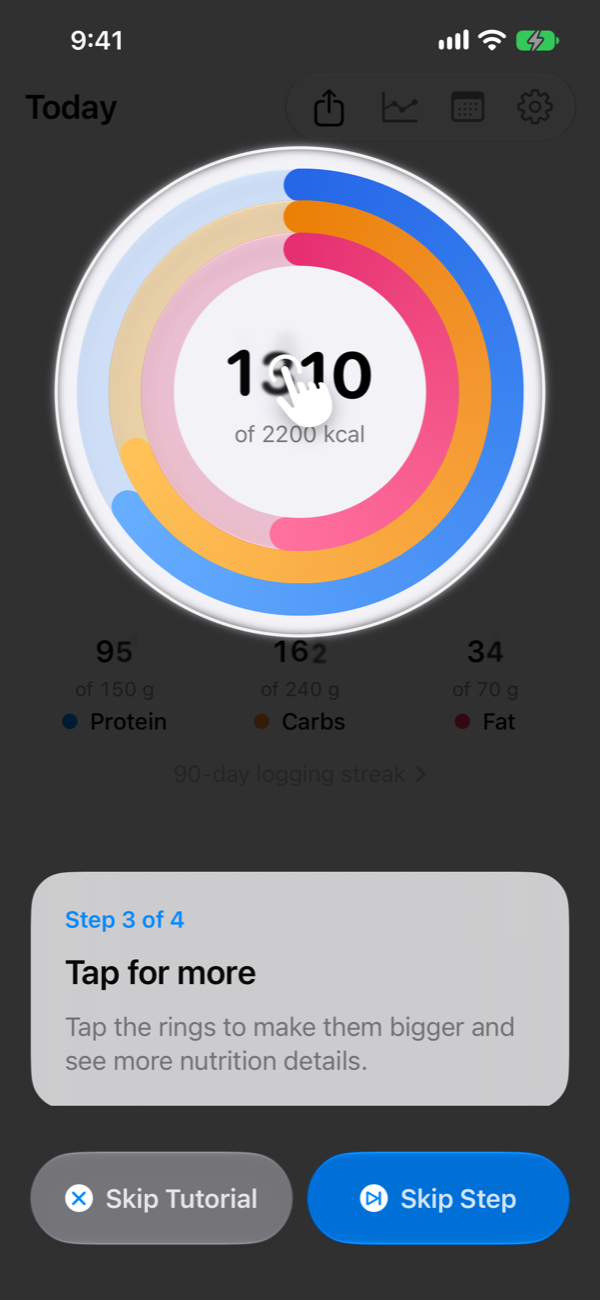 9:41
Today
1310
of 2200 kcal
95
162
34
of 150 g
of 240 g
of 70 g
Protein
Carbs
Fat
90-day logging streak
Step 3 of 4
Tap for more
Tap the rings to make them bigger and
see more nutrition details.
Skip Tutorial
Skip Step